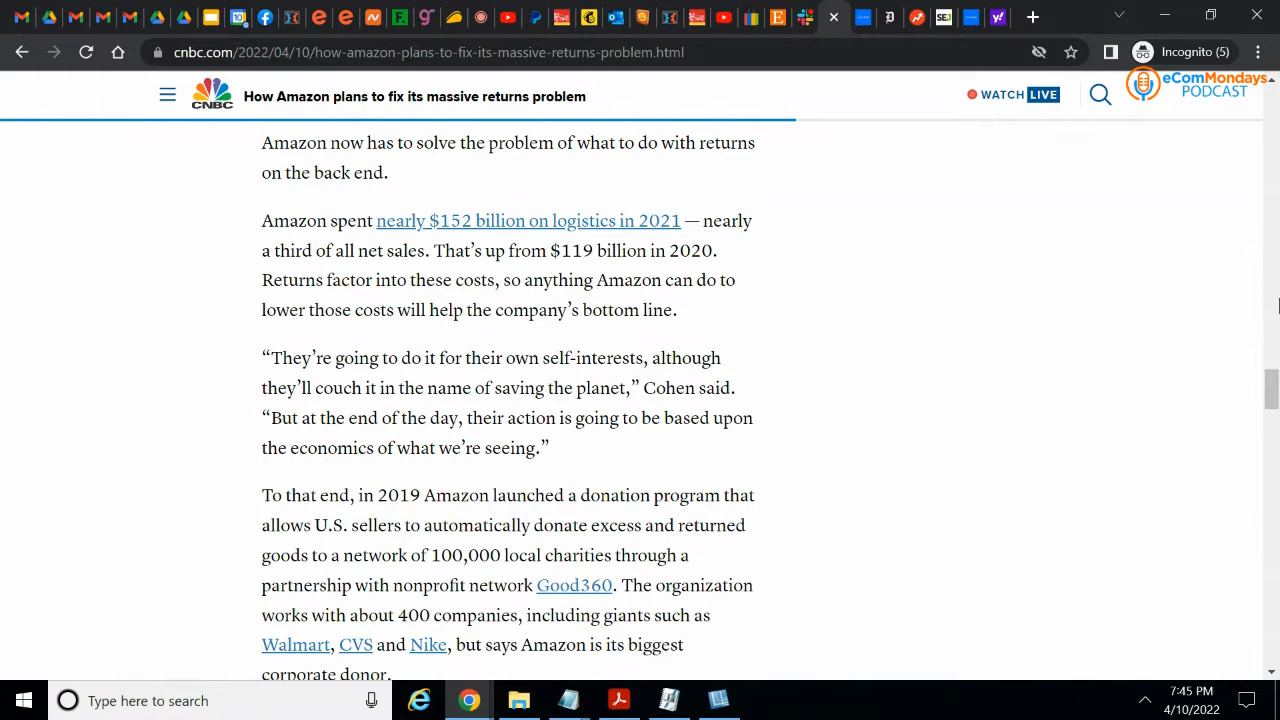 cnbc.com/2022/04/10/how-amazon-plans-to-fix-its-massive-returns-problem.html
Incognito (5)
CNBC
How Amazon plans to fix its massive returns problem
WATCH LIVE
eComMondays
PODCAST
Amazon now has to solve the problem of what to do with returns
on the back end.
Amazon spent nearly $152 billion on logistics in 2021 — nearly
a third of all net sales. That’s up from $119 billion in 2020.
Returns factor into these costs, so anything Amazon can do to
lower those costs will help the company’s bottom line.
“They’re going to do it for their own self-interests, although
they’ll couch it in the name of saving the planet,” Cohen said.
“But at the end of the day, their action is going to be based upon
the economics of what we’re seeing.”
To that end, in 2019 Amazon launched a donation program that
allows U.S. sellers to automatically donate excess and returned
goods to a network of 100,000 local charities through a
partnership with nonprofit network Good360. The organization
works with about 400 companies, including giants such as
Walmart, CVS and Nike, but says Amazon is its biggest
corporate donor.
Type here to search
7:45 PM
4/10/2022